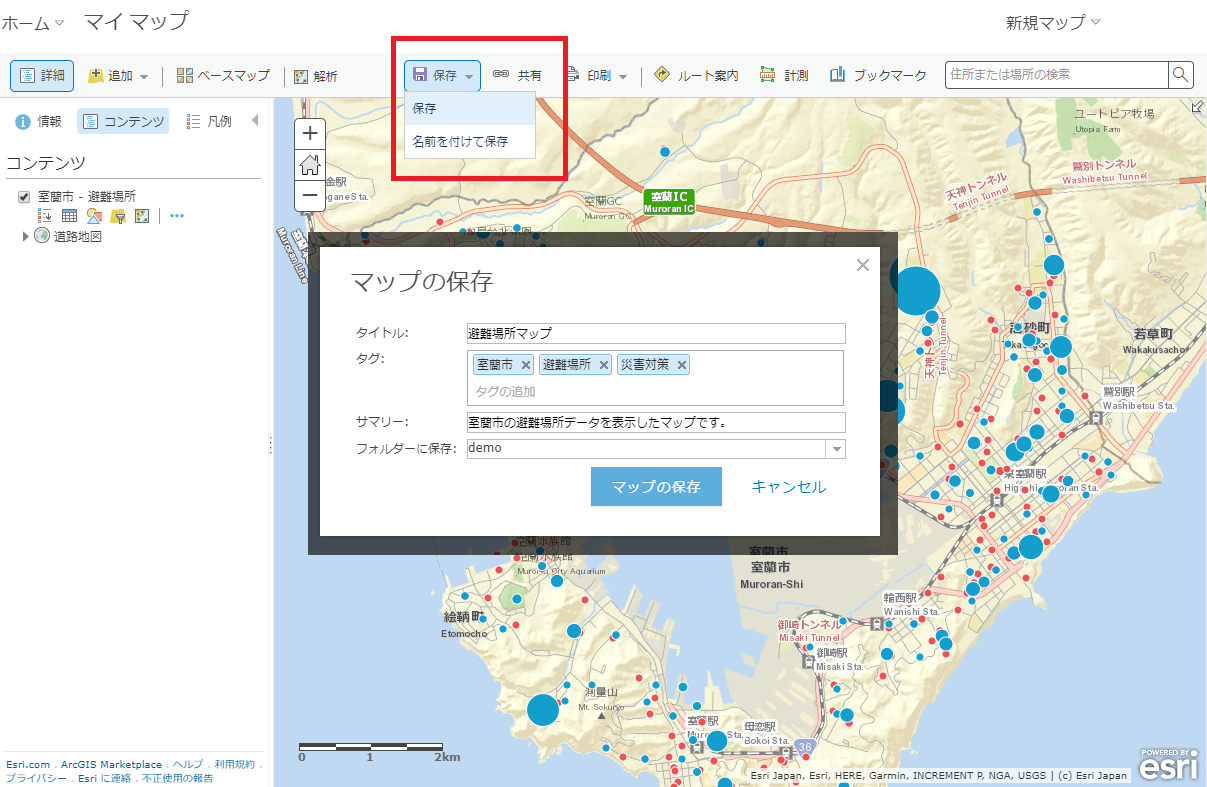 ホーム マイ マップ 新規マップ
詳細 追加 ベースマップ 解析 保存 共有 印刷 ルート案内 計測 ブックマーク 住所または場所の検索
保存
名前を付けて保存
情報 コンテンツ 凡例
コンテンツ
室蘭市 - 避難場所
道路地図
ユートピア牧場
Utopia Farm
鷲別トンネル
Washibetsu Tunnel
天神トンネル
Tenjin Tunnel
室蘭IC
Muroran IC
室蘭GC
Muroran GC
Muroran Line
マップの保存
タイトル: 避難場所マップ
タグ: 室蘭市 避難場所 災害対策
タグの追加
サマリー: 室蘭市の避難場所データを表示したマップです。
フォルダーに保存: demo
マップの保存 キャンセル
Tenjin Tunnel
若草町
Wakakusacho
鷲別駅
Washibetsu Sta.
東室蘭駅
室蘭水族館
室蘭水族館
Muroran City Aquarium
室蘭市
室蘭市
Muroran-Shi
絵鞆町
Etomocho
輪西駅
Wanishi Sta.
御崎トンネル
Misaki Tunnel
御崎駅
Misaki Sta.
測量山
Mt. Sokuryo
室蘭駅
母恋駅
Bokoi Sta.
36
0 1 2km
Esri.com . ArcGIS Marketplace . ヘルプ . 利用規約 .
プライバシー . Esri に連絡 . 不正使用の報告
Esri Japan, Esri, HERE, Garmin, INCREMENT P, NGA, USGS | (c) Esri Japan
POWERED BY
esri